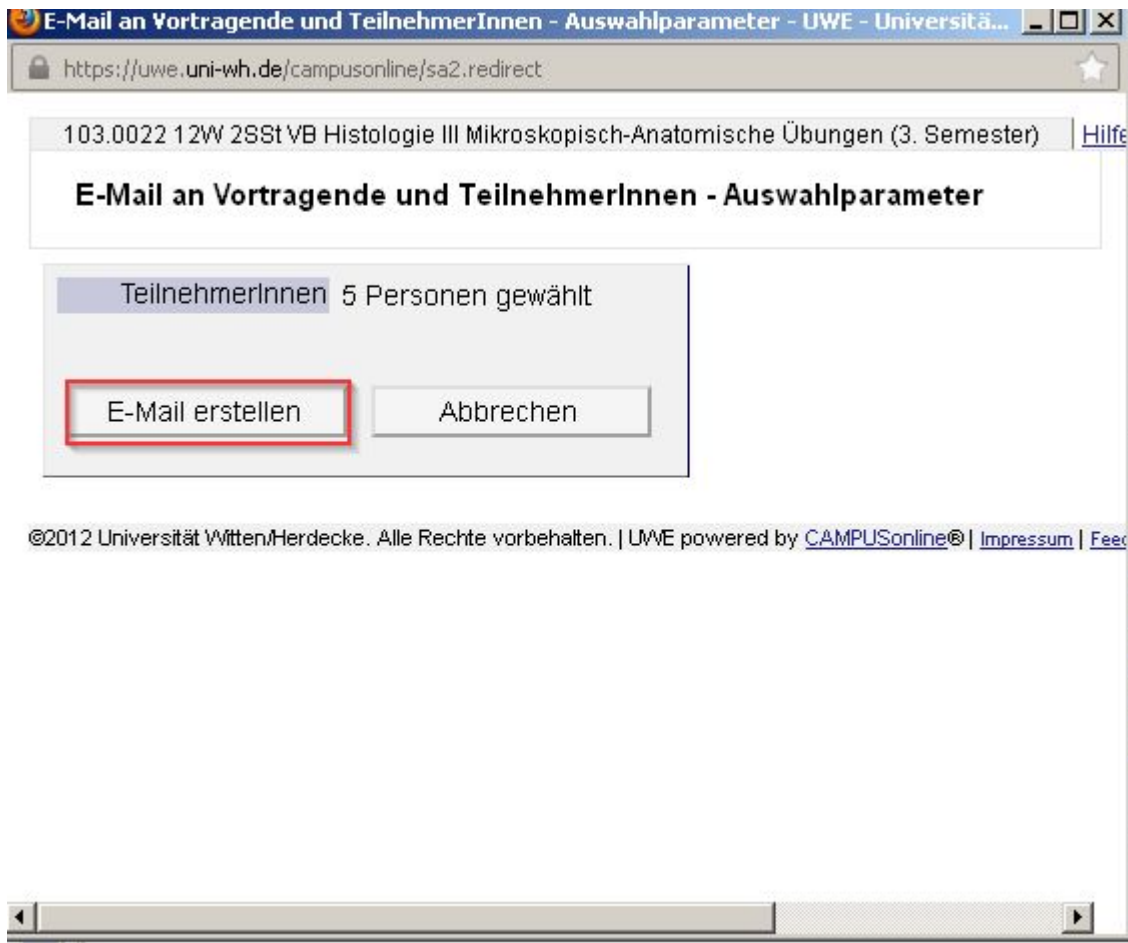 E-Mail an Vortragende und TeilnehmerInnen - Auswahlparameter - UWE - Universitä...
https://uwe.uni-wh.de/campusonline/sa2.redirect
103.0022 12W 2SSt VB Histologie III Mikroskopisch-Anatomische Übungen (3. Semester) Hilfe
E-Mail an Vortragende und TeilnehmerInnen - Auswahlparameter
TeilnehmerInnen 5 Personen gewählt
E-Mail erstellen Abbrechen
©2012 Universität Witten/Herdecke. Alle Rechte vorbehalten. | UWE powered by CAMPUSonline® | Impressum | Feed